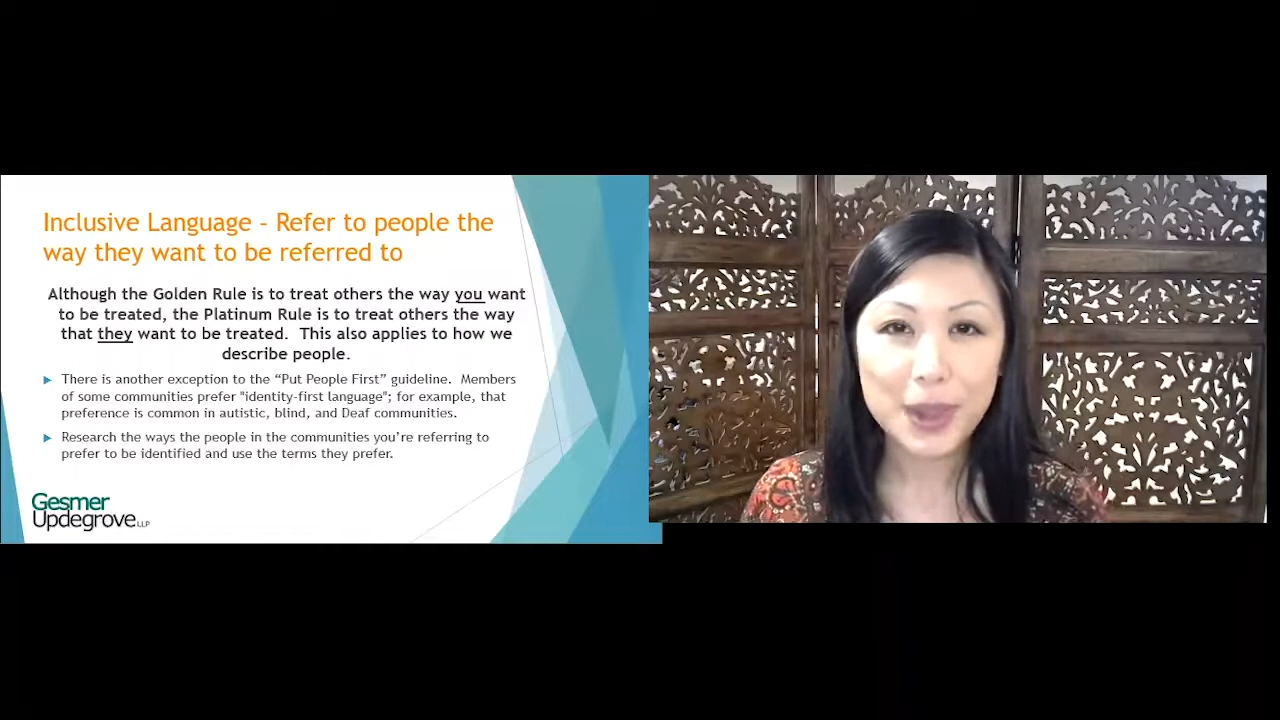 Inclusive Language - Refer to people the
way they want to be referred to
Although the Golden Rule is to treat others the way you want
to be treated, the Platinum Rule is to treat others the way
that they want to be treated.  This also applies to how we
describe people.
There is another exception to the “Put People First” guideline.  Members
of some communities prefer "identity-first language"; for example, that
preference is common in autistic, blind, and Deaf communities.
Research the ways the people in the communities you’re referring to
prefer to be identified and use the terms they prefer.
Gesmer
Updegrove LLP